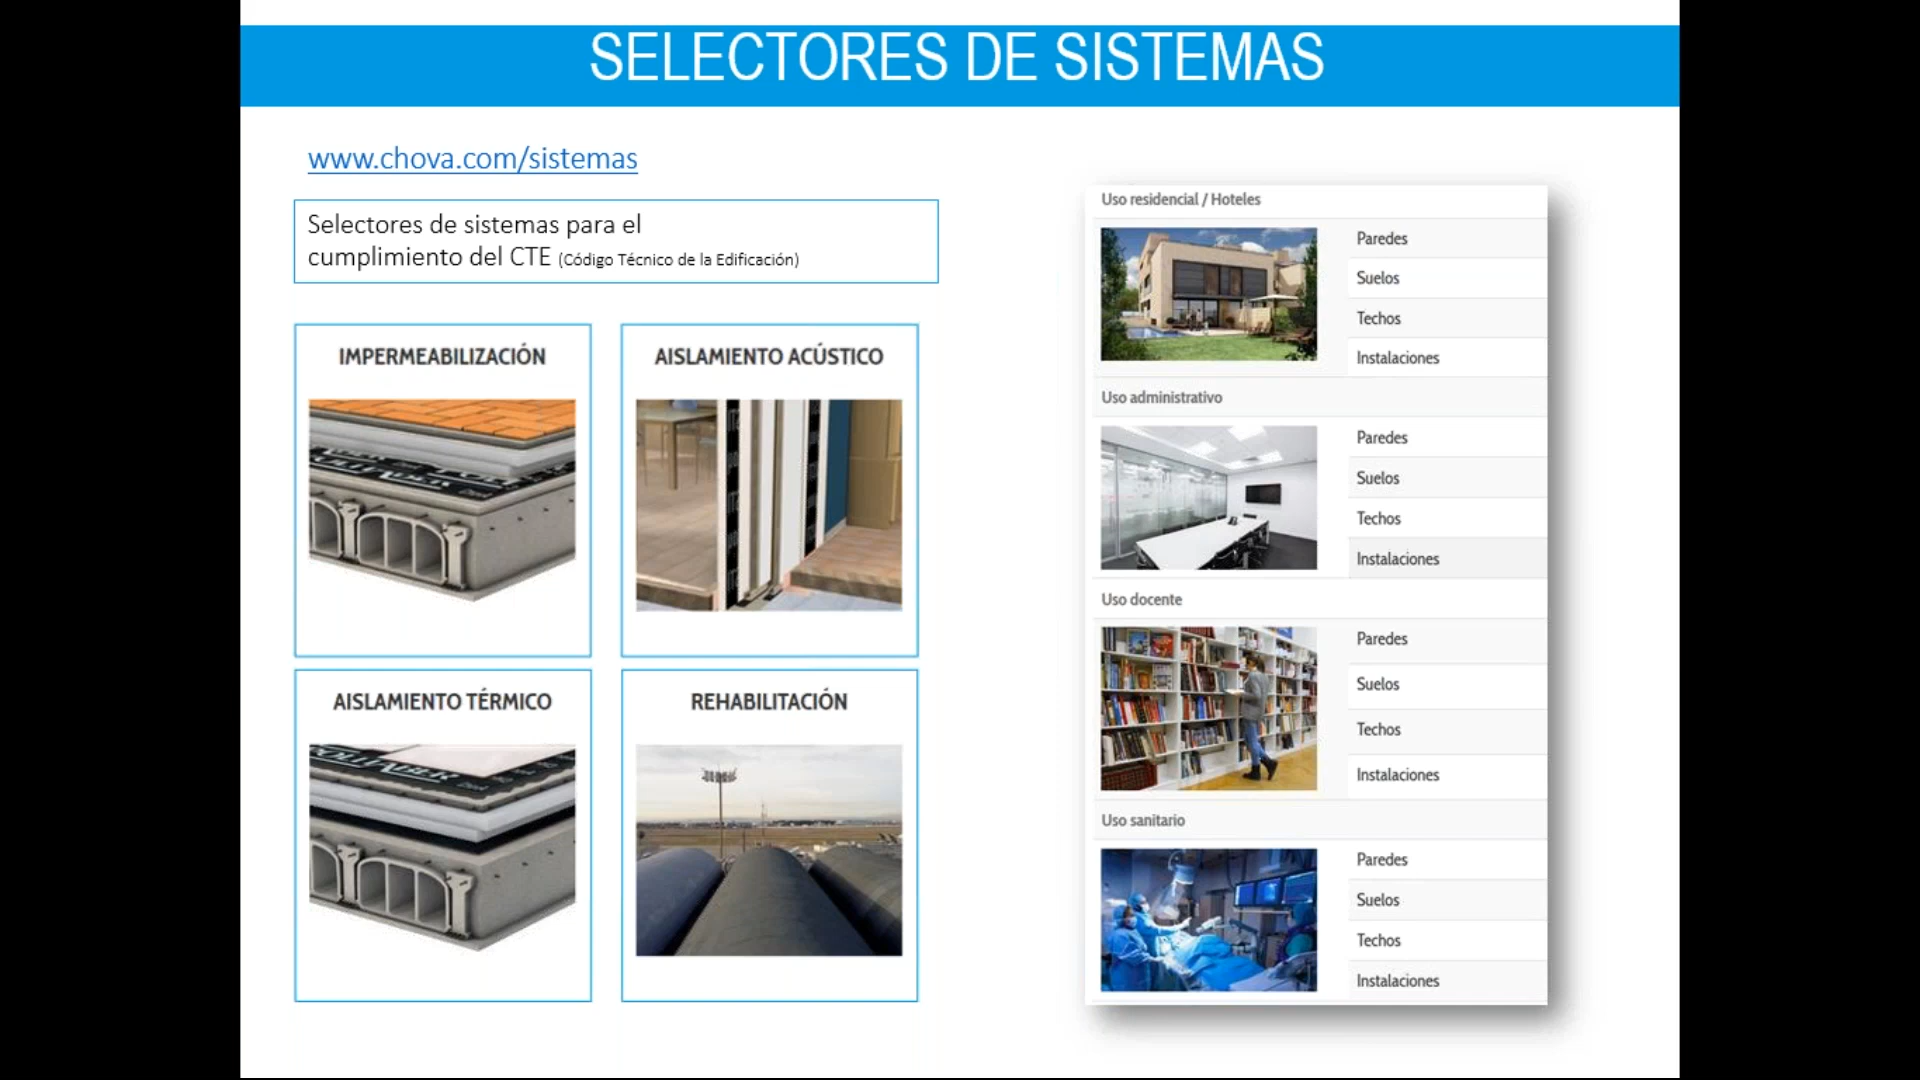 SELECTORES DE SISTEMAS
www.chova.com/sistemas
Selectores de sistemas para el
cumplimiento del CTE (Código Técnico de la Edificación)
IMPERMEABILIZACIÓN
AISLAMIENTO ACÚSTICO
AISLAMIENTO TÉRMICO
REHABILITACIÓN
Uso residencial / Hoteles
Paredes
Suelos
Techos
Instalaciones
Uso administrativo
Paredes
Suelos
Techos
Instalaciones
Uso docente
Paredes
Suelos
Techos
Instalaciones
Uso sanitario
Paredes
Suelos
Techos
Instalaciones